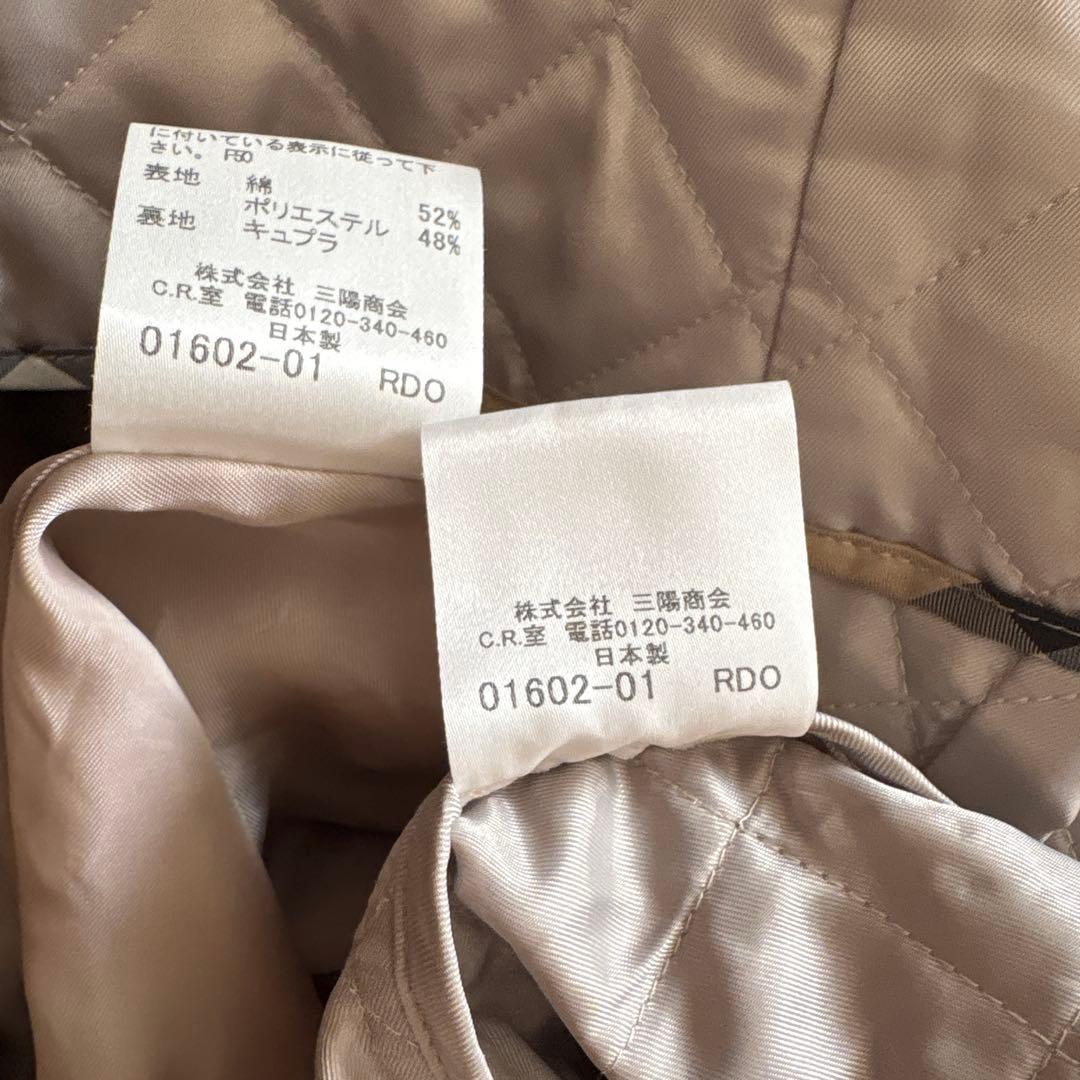 に付いている表示に従って下
さい。 F50
表地 綿
ポリエステル 52%
裏地 キュプラ 48%
株式会社 三陽商会
C.R.室 電話0120-340-460
日本製
01602-01 RDO
株式会社 三陽商会
C.R.室 電話0120-340-460
日本製
01602-01 RDO